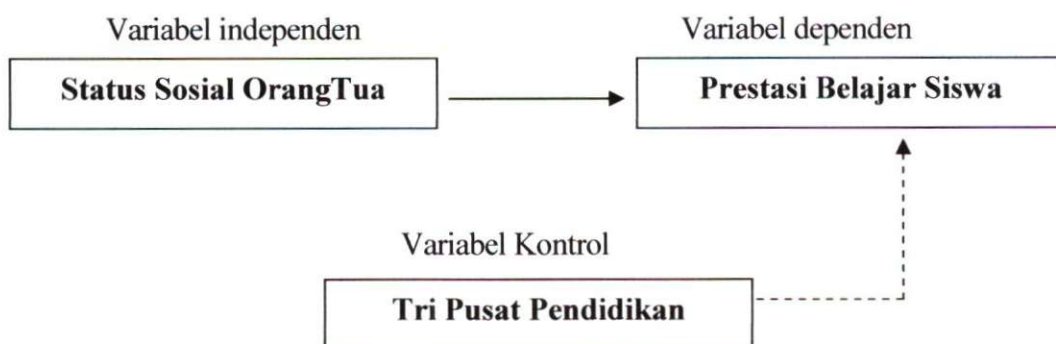 Variabel independen
Variabel dependen
Status Sosial OrangTua
Prestasi Belajar Siswa
Variabel Kontrol
Tri Pusat Pendidikan